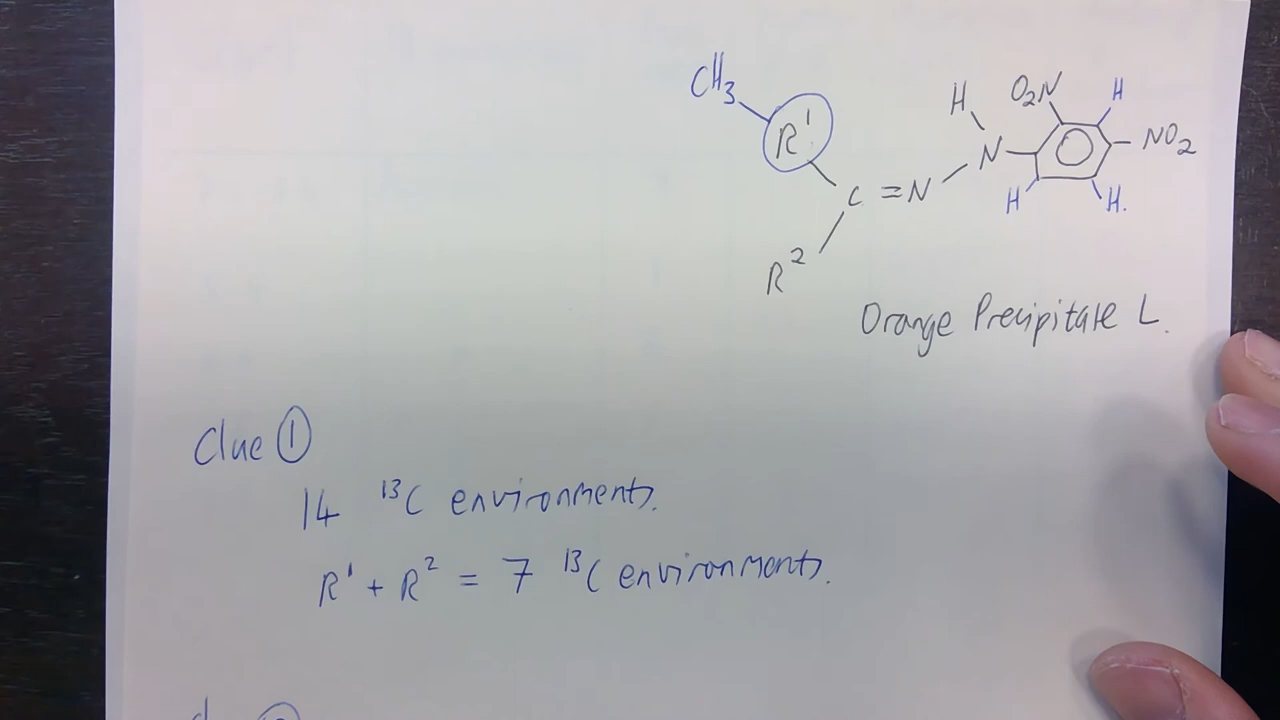 CH3
R1
C = N
R2
H
N
O2N
H
NO2
H
H.
Orange Precipitate L.
Clue ①
14 13C environments.
R1 + R2 = 7 13C environments.